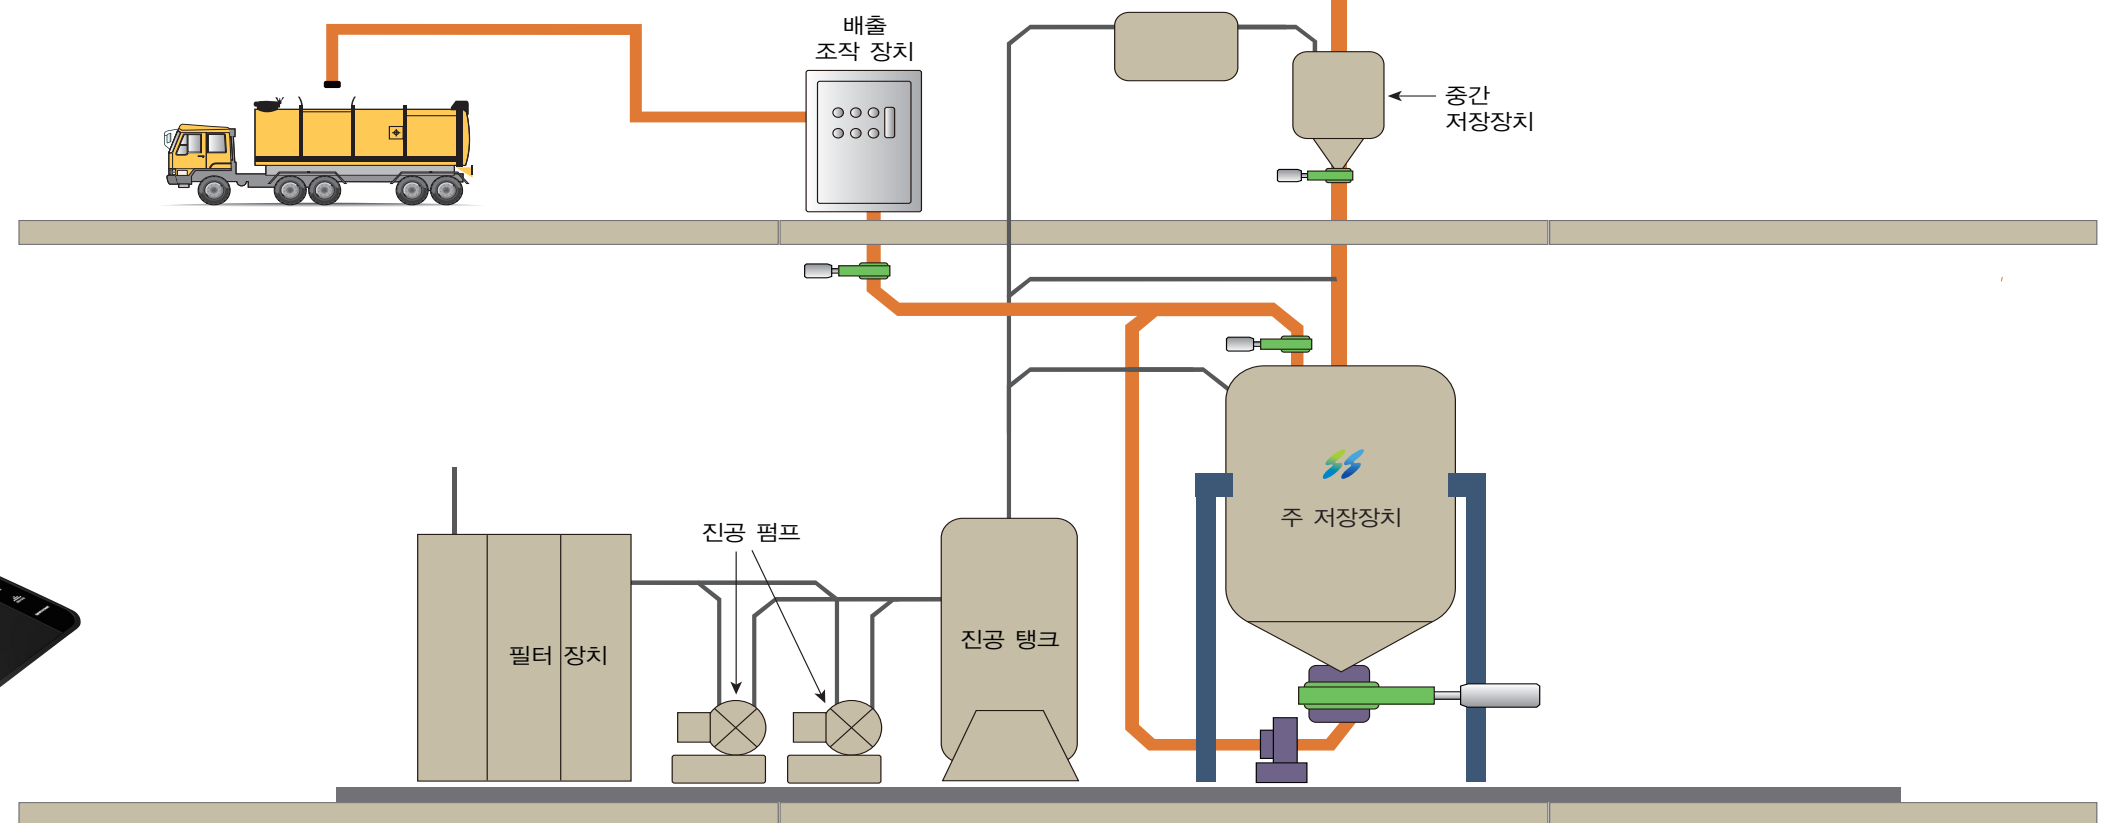 배출
조작 장치
중간
저장장치
주 저장장치
진공 펌프
진공 탱크
필터 장치